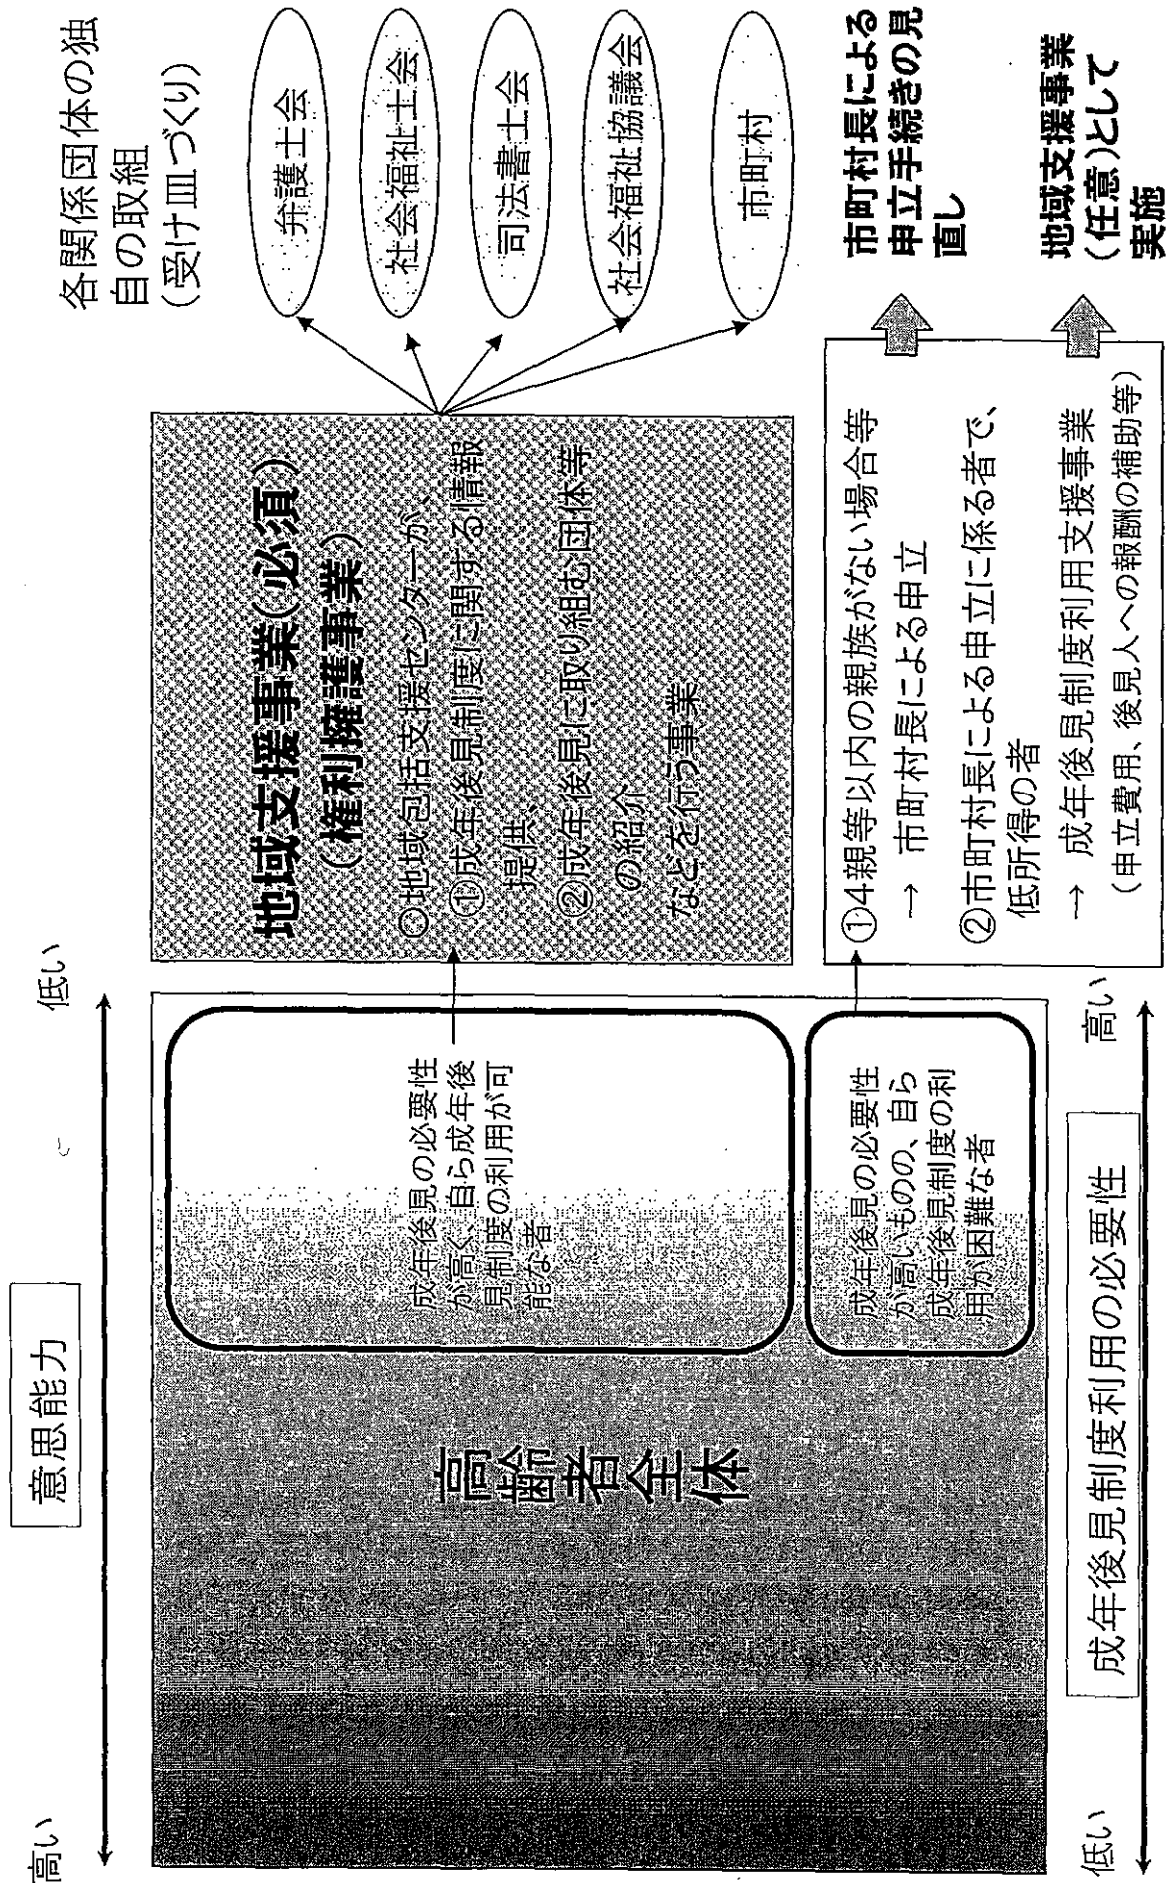 意思能力
高い
低い
高齢者全体
成年後見の必要性
が高く、自ら成年後
見制度の利用が可
能な者
成年後見の必要性
が高いものの、自ら
成年後見制度の利
用が困難な者
低い
高い
成年後見制度利用の必要性
地域支援事業(必須)
(権利擁護事業)
○地域包括支援センターが、
①成年後見制度に関する情報
提供、
②成年後見に取り組む団体等
の紹介
などを行う事業
①4親等以内の親族がない場合等
→ 市町村長による申立
②市町村長による申立に係る者で、
低所得の者
→ 成年後見制度利用支援事業
(申立費用、後見人への報酬の補助等)
各関係団体の独
自の取組
(受け皿づくり)
弁護士会
社会福祉士会
司法書士会
社会福祉協議会
市町村
市町村長による
申立手続きの見
直し
地域支援事業
(任意)として
実施